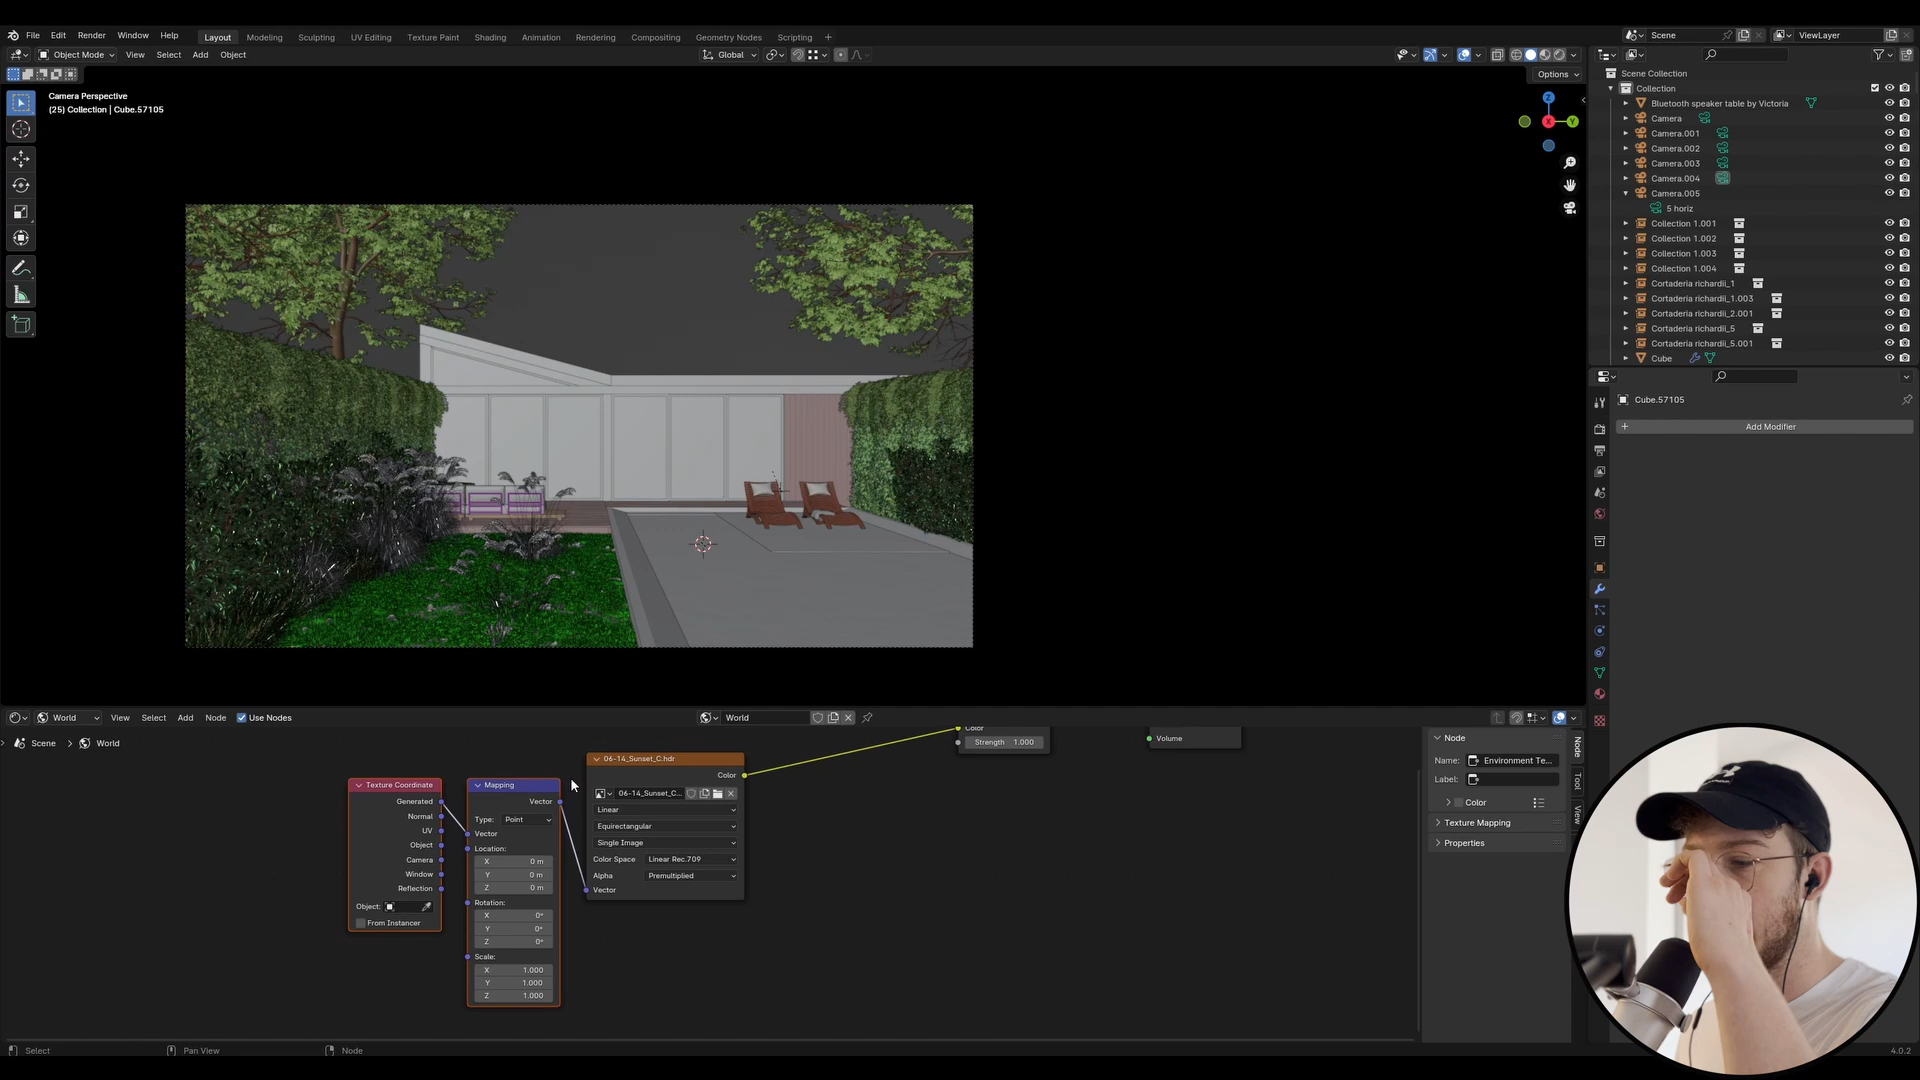 File Edit Render Window Help Layout Modeling Sculpting UV Editing Texture Paint Shading Animation Rendering Compositing Geometry Nodes Scripting + Scene ViewLayer
Object Mode View Select Add Object Global
Options
Camera Perspective
(25) Collection | Cube.57105
Z
X
Y
Scene Collection
Collection
Bluetooth speaker table by Victoria
Camera
Camera.001
Camera.002
Camera.003
Camera.004
Camera.005
5 horiz
Collection 1.001
Collection 1.002
Collection 1.003
Collection 1.004
Cortaderia richardii_1
Cortaderia richardii_1.003
Cortaderia richardii_2.001
Cortaderia richardii_5
Cortaderia richardii_5.001
Cube
Cube.57105
+ Add Modifier
World View Select Add Node Use Nodes World
Scene > World
Texture Coordinate
Generated
Normal
UV
Object
Camera
Window
Reflection
Object:
From Instancer
Mapping
Vector
Type: Point
Vector
Location:
X 0 m
Y 0 m
Z 0 m
Rotation:
X 0°
Y 0°
Z 0°
Scale:
X 1.000
Y 1.000
Z 1.000
06-14_Sunset_C.hdr
Color
06-14_Sunset_C...
Linear
Equirectangular
Single Image
Color Space Linear Rec.709
Alpha Premultiplied
Vector
Color
Strength 1.000
Volume
Node
Name: Environment Te...
Label:
Color
Texture Mapping
Properties
Node
Tool
View
Select Pan View Node
4.0.2